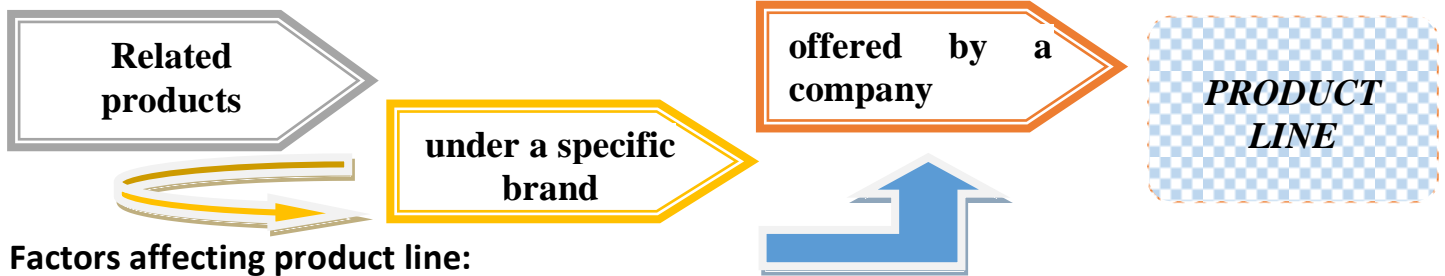 Related
products
under a specific
brand
offered by a
company
PRODUCT
LINE
Factors affecting product line: